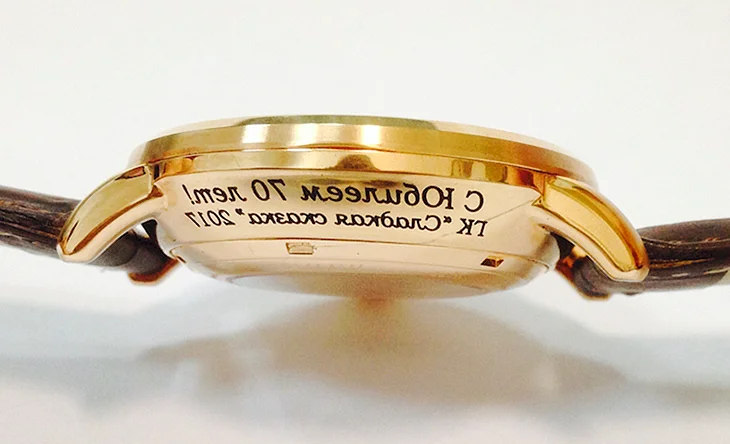 С Юбилеем 70 лет!
ГК "Сладкая сказка" 2017